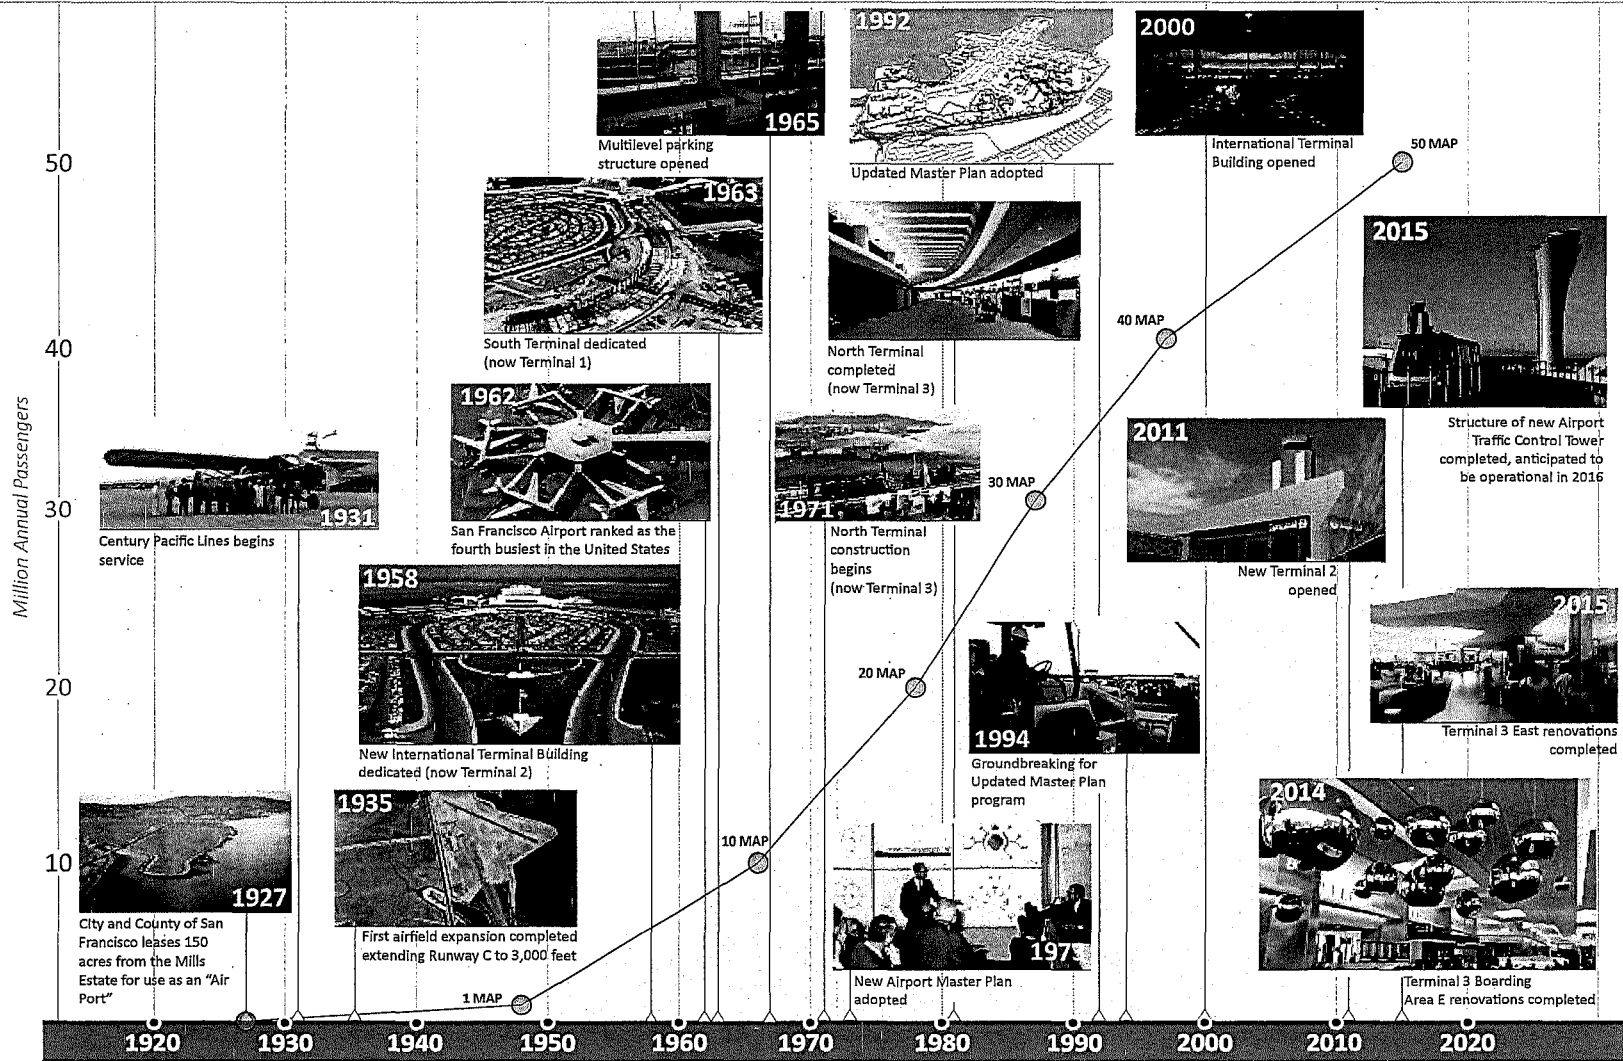 Million Annual Passengers
50
40
30
20
10
1927
City and County of San
Francisco leases 150
acres from the Mills
Estate for use as an "Air
Port"
1931
Century Pacific Lines begins
service
1935
First airfield expansion completed
extending Runway C to 3,000 feet
1958
New International Terminal Building
dedicated (now Terminal 2)
1962
San Francisco Airport ranked as the
fourth busiest in the United States
1963
South Terminal dedicated
(now Terminal 1)
1965
Multilevel parking
structure opened
1971
North Terminal
construction
begins
(now Terminal 3)
1973
New Airport Master Plan
adopted
North Terminal
completed
(now Terminal 3)
1992
Updated Master Plan adopted
1994
Groundbreaking for
Updated Master Plan
program
2000
International Terminal
Building opened
2011
New Terminal 2
opened
2014
Terminal 3 Boarding
Area E renovations completed
2015
Structure of new Airport
Traffic Control Tower
completed, anticipated to
be operational in 2016
2015
Terminal 3 East renovations
completed
1 MAP
10 MAP
20 MAP
30 MAP
40 MAP
50 MAP
1920
1930
1940
1950
1960
1970
1980
1990
2000
2010
2020